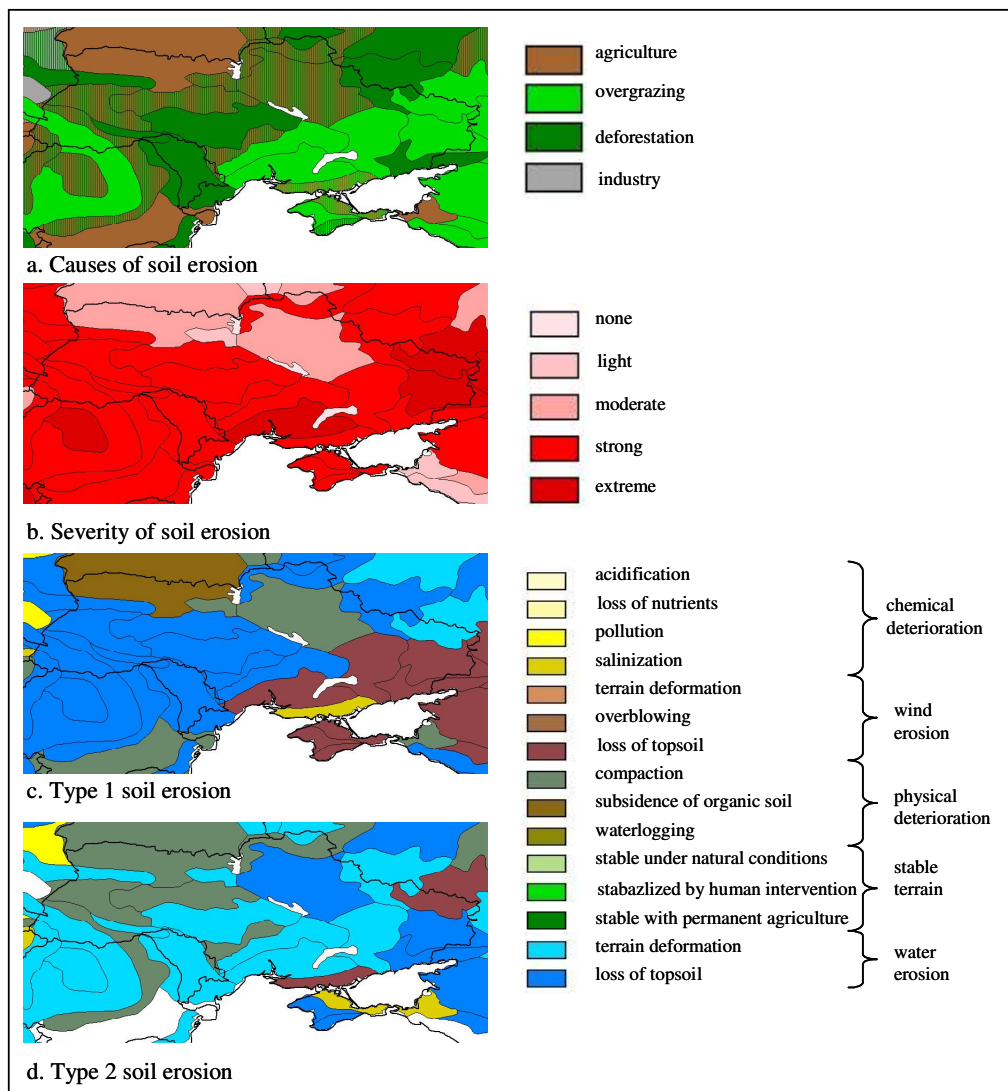 agriculture
overgrazing
deforestation
industry
a. Causes of soil erosion
none
light
moderate
strong
extreme
b. Severity of soil erosion
acidification
loss of nutrients
pollution
salinization
chemical
deterioration
terrain deformation
overblowing
loss of topsoil
wind
erosion
compaction
subsidence of organic soil
waterlogging
physical
deterioration
c. Type 1 soil erosion
stable under natural conditions
stabazlized by human intervention
stable with permanent agriculture
stable
terrain
terrain deformation
loss of topsoil
water
erosion
d. Type 2 soil erosion